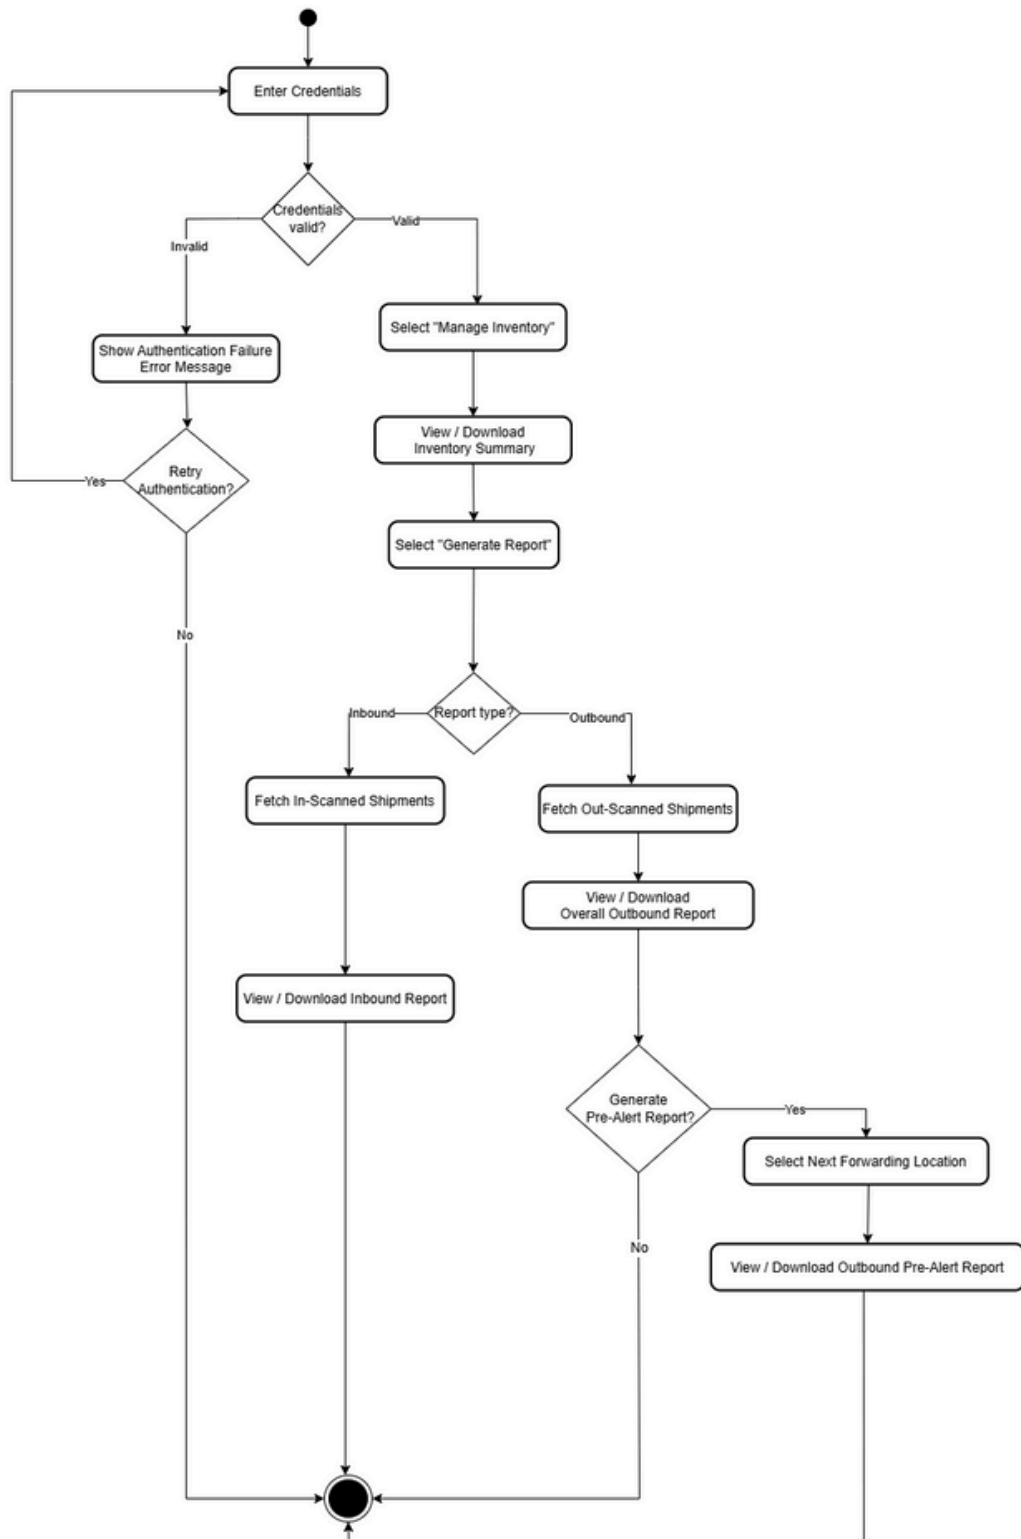 Enter Credentials
Credentials
valid?
Invalid
Valid
Select "Manage Inventory"
Show Authentication Failure
Error Message
View / Download
Inventory Summary
Retry
Authentication?
Yes
Select "Generate Report"
No
Report type?
Inbound
Outbound
Fetch In-Scanned Shipments
Fetch Out-Scanned Shipments
View / Download
Overall Outbound Report
View / Download Inbound Report
Generate
Pre-Alert Report?
Yes
Select Next Forwarding Location
No
View / Download Outbound Pre-Alert Report